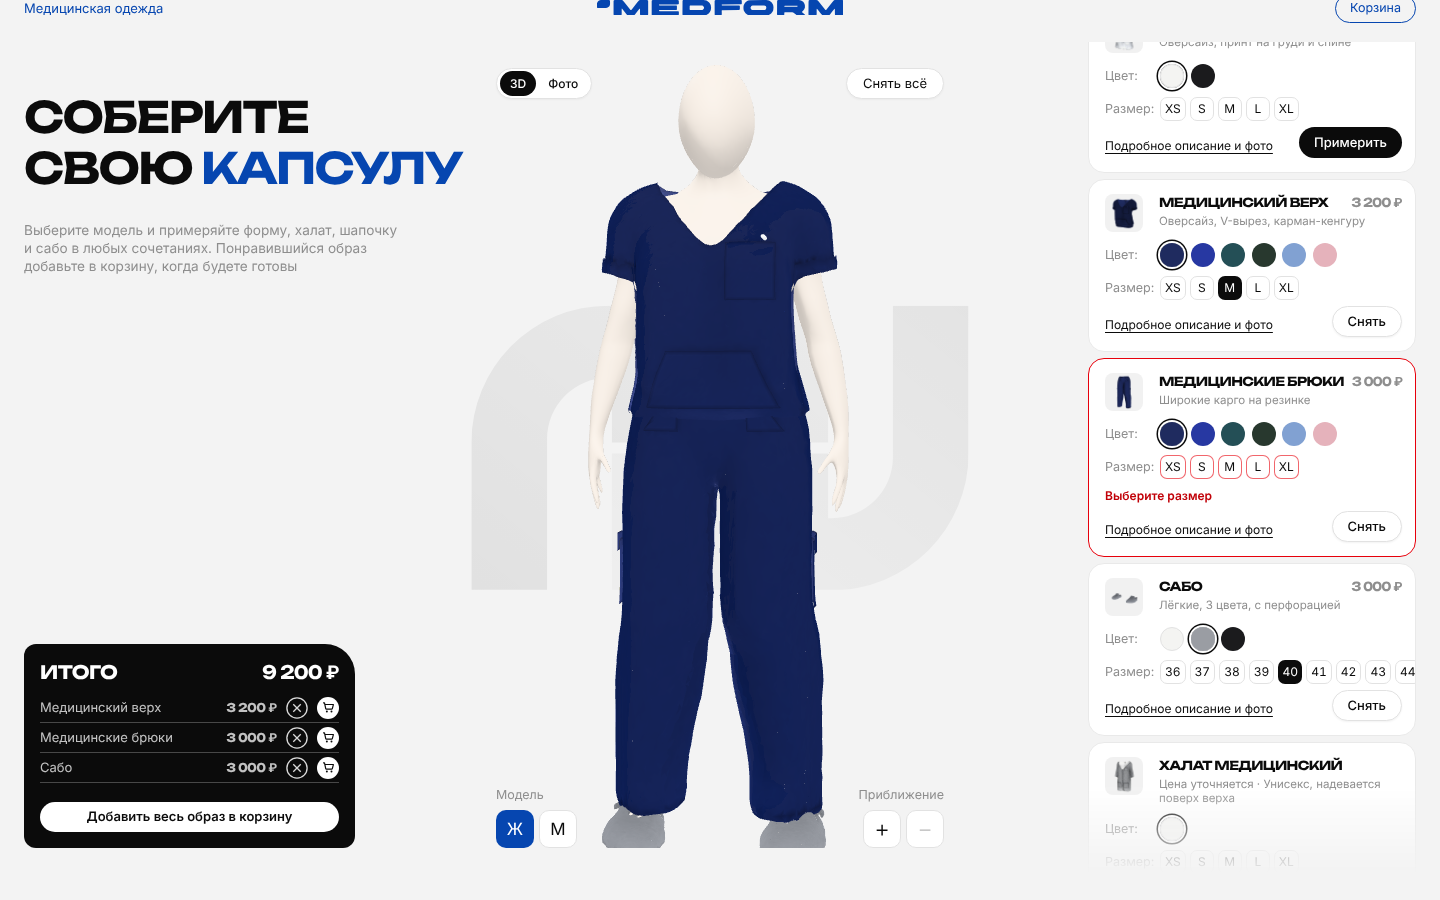 Медицинская одежда
MEDFORM
Корзина
СОБЕРИТЕ
СВОЮ КАПСУЛУ
Выберите модель и примеряйте форму, халат, шапочку
и сабо в любых сочетаниях. Понравившийся образ
добавьте в корзину, когда будете готовы
3D Фото
Снять всё
ИТОГО 9 200 ₽
Медицинский верх 3 200 ₽
Медицинские брюки 3 000 ₽
Сабо 3 000 ₽
Добавить весь образ в корзину
Модель
Ж М
Приближение
+ −
Оверсайз, принт на груди и спине
Цвет:
Размер: XS S M L XL
Подробное описание и фото Примерить
МЕДИЦИНСКИЙ ВЕРХ 3 200 ₽
Оверсайз, V-вырез, карман-кенгуру
Цвет:
Размер: XS S M L XL
Подробное описание и фото Снять
МЕДИЦИНСКИЕ БРЮКИ 3 000 ₽
Широкие карго на резинке
Цвет:
Размер: XS S M L XL
Выберите размер
Подробное описание и фото Снять
САБО 3 000 ₽
Лёгкие, 3 цвета, с перфорацией
Цвет:
Размер: 36 37 38 39 40 41 42 43 44
Подробное описание и фото Снять
ХАЛАТ МЕДИЦИНСКИЙ
Цена уточняется · Унисекс, надевается
поверх верха
Цвет:
Размер: XS S M L XL